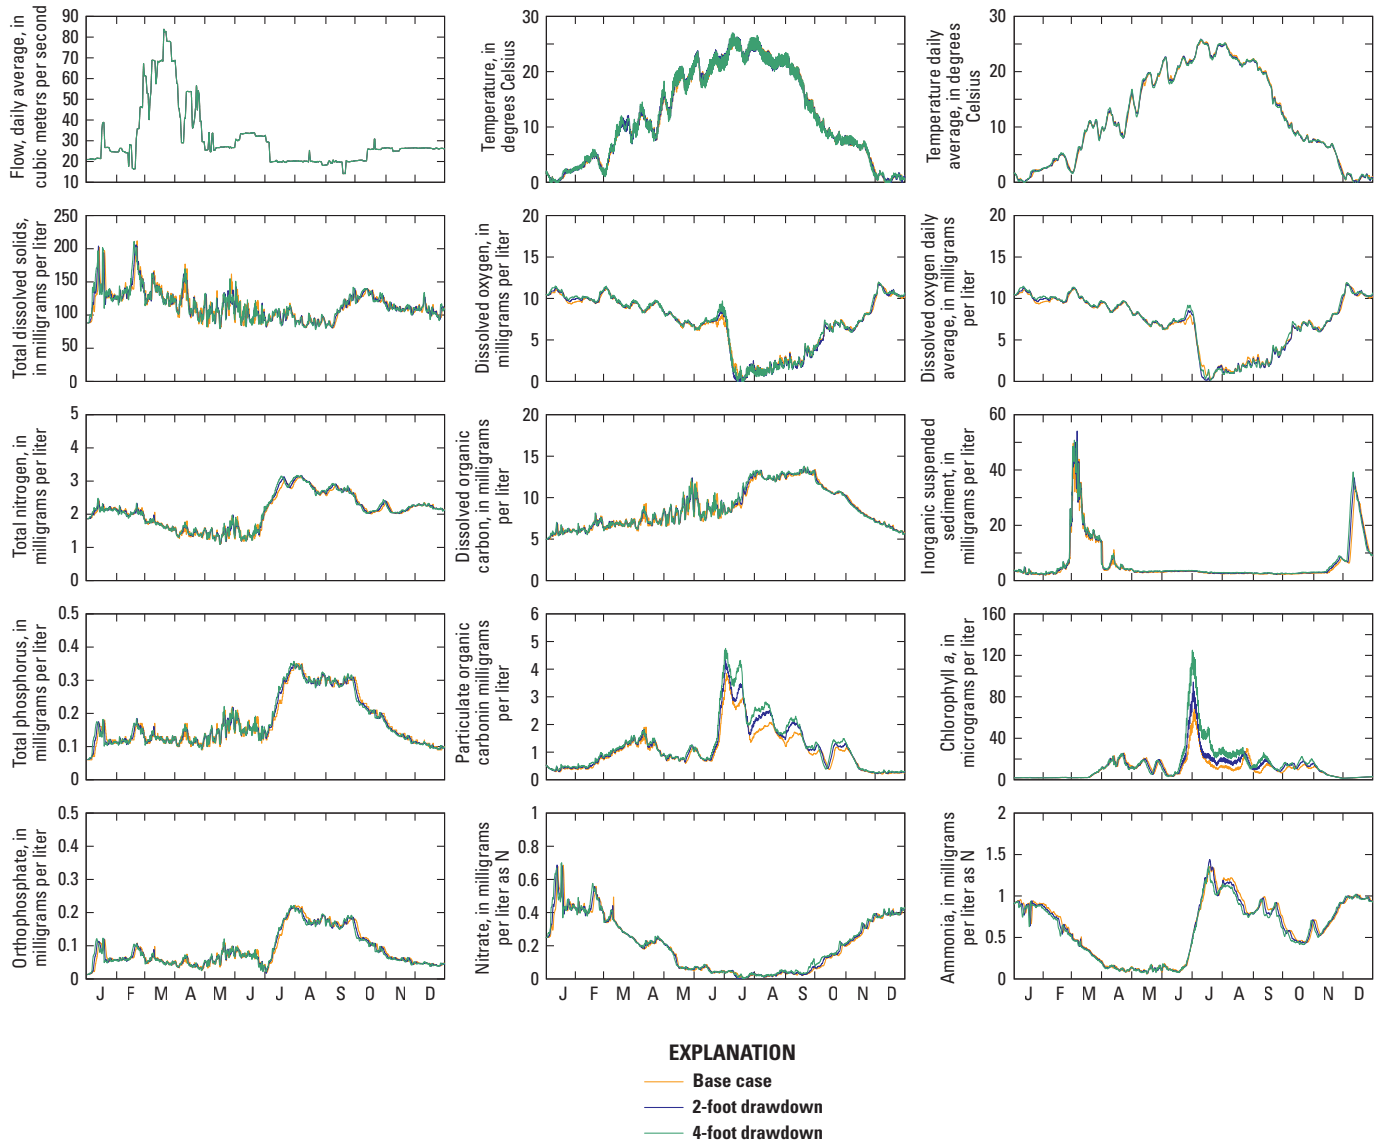 Flow, daily average, in
cubic meters per second
90
80
70
60
50
40
30
20
10
Temperature, in
degrees Celsius
30
20
10
0
Temperature daily
average, in degrees
Celsius
30
20
10
0
Total dissolved solids,
in milligrams per liter
250
200
150
100
50
0
Dissolved oxygen, in
milligrams per liter
20
15
10
5
0
Dissolved oxygen daily
average, in milligrams
per liter
20
15
10
5
0
Total nitrogen, in
milligrams per liter
5
4
3
2
1
0
Dissolved organic
carbon, in milligrams
per liter
20
15
10
5
0
Inorganic suspended
sediment, in
milligrams per liter
60
40
20
0
Total phosphorus, in
milligrams per liter
0.5
0.4
0.3
0.2
0.1
0
Particulate organic
carbonin milligrams
per liter
6
5
4
3
2
1
0
Chlorophyll a, in
micrograms per liter
160
120
80
40
0
Orthophosphate, in
milligrams per liter
0.5
0.4
0.3
0.2
0.1
0
J F M A M J J A S O N D
Nitrate, in milligrams
per liter as N
1
0.8
0.6
0.4
0.2
0
J F M A M J J A S O N D
Ammonia, in milligrams
per liter as N
2
1.5
1
0.5
0
J F M A M J J A S O N D
EXPLANATION
Base case
2-foot drawdown
4-foot drawdown